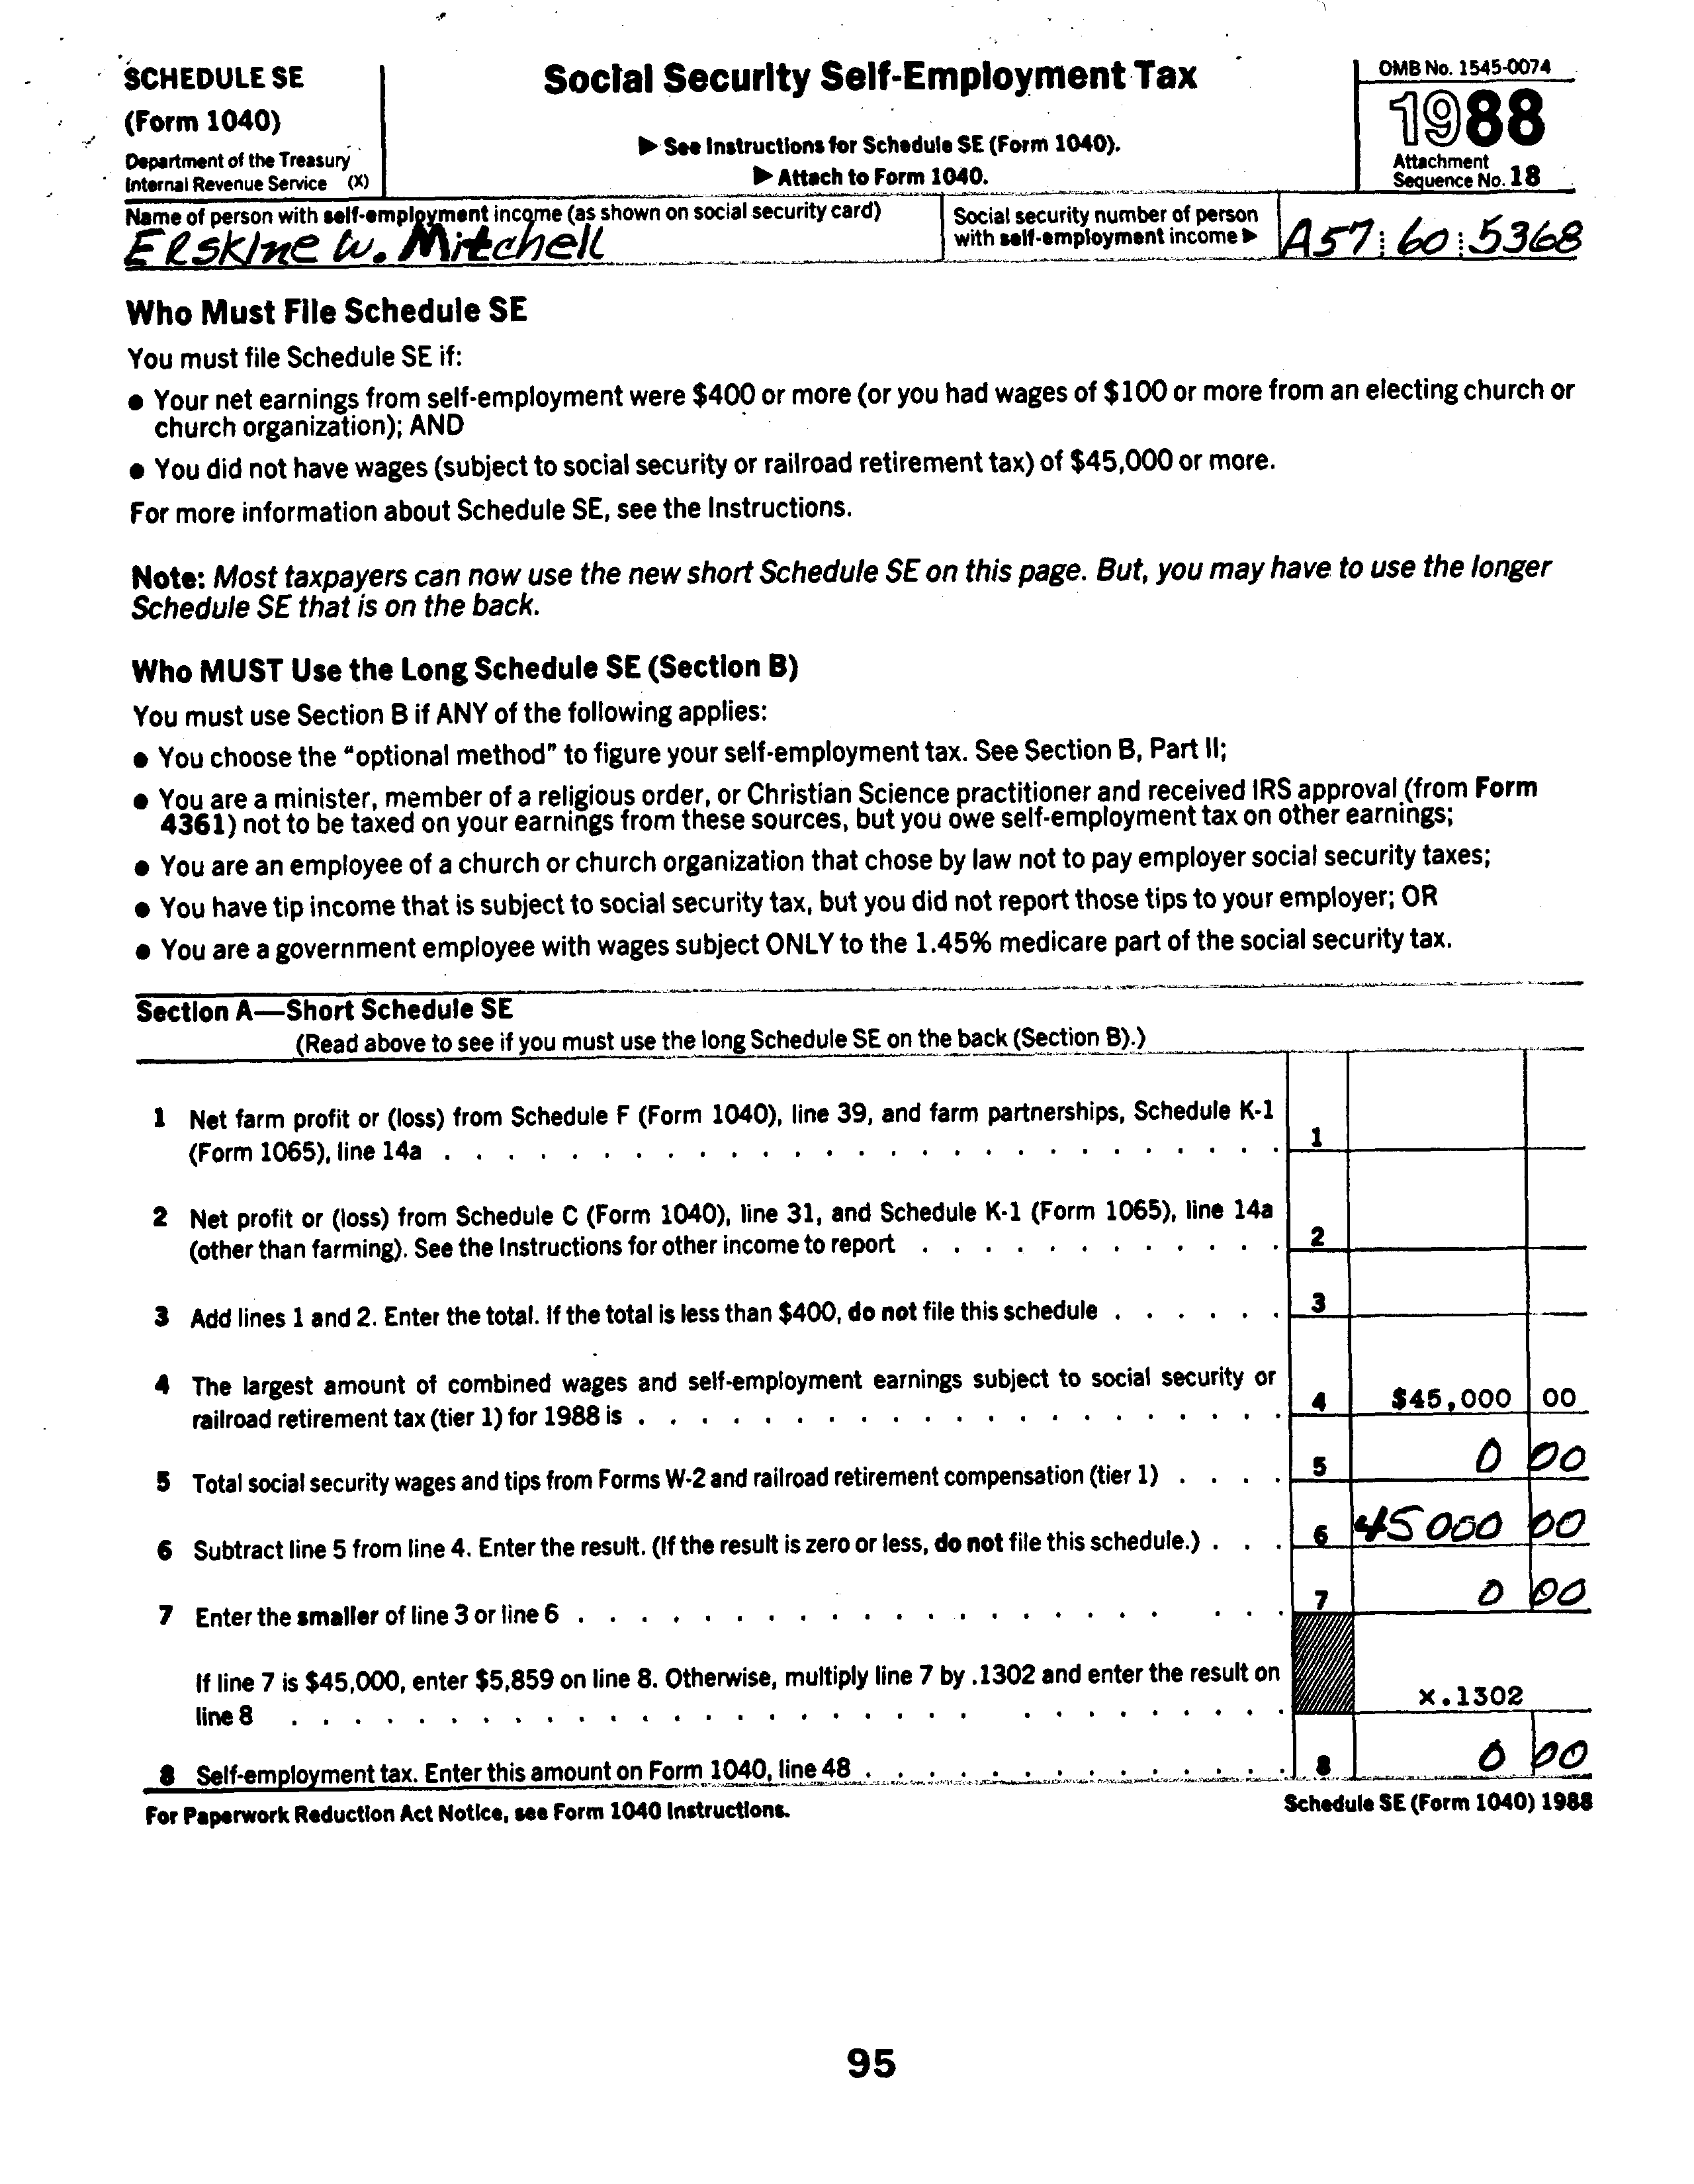 SCHEDULE SE
(Form 1040)
Department of the Treasury
Internal Revenue Service (X)
Social Security Self-Employment Tax
▶ See Instructions for Schedule SE (Form 1040).
▶ Attach to Form 1040.
OMB No. 1545-0074
1988
Attachment
Sequence No. 18
Name of person with self-employment income (as shown on social security card)
Erskine W. Mitchell
Social security number of person
with self-employment income ▶
A57 60 5368
Who Must File Schedule SE
You must file Schedule SE if:
● Your net earnings from self-employment were $400 or more (or you had wages of $100 or more from an electing church or
church organization); AND
● You did not have wages (subject to social security or railroad retirement tax) of $45,000 or more.
For more information about Schedule SE, see the Instructions.
Note: Most taxpayers can now use the new short Schedule SE on this page. But, you may have to use the longer
Schedule SE that is on the back.
Who MUST Use the Long Schedule SE (Section B)
You must use Section B if ANY of the following applies:
● You choose the "optional method" to figure your self-employment tax. See Section B, Part II;
● You are a minister, member of a religious order, or Christian Science practitioner and received IRS approval (from Form
4361) not to be taxed on your earnings from these sources, but you owe self-employment tax on other earnings;
● You are an employee of a church or church organization that chose by law not to pay employer social security taxes;
● You have tip income that is subject to social security tax, but you did not report those tips to your employer; OR
● You are a government employee with wages subject ONLY to the 1.45% medicare part of the social security tax.
Section A—Short Schedule SE
(Read above to see if you must use the long Schedule SE on the back (Section B).)
1 Net farm profit or (loss) from Schedule F (Form 1040), line 39, and farm partnerships, Schedule K-1
(Form 1065), line 14a . . . . . . . . . . 1
2 Net profit or (loss) from Schedule C (Form 1040), line 31, and Schedule K-1 (Form 1065), line 14a
(other than farming). See the Instructions for other income to report . . . . . . . . . . 2
3 Add lines 1 and 2. Enter the total. If the total is less than $400, do not file this schedule . . . . . . 3
4 The largest amount of combined wages and self-employment earnings subject to social security or
railroad retirement tax (tier 1) for 1988 is . . . . . . . . . . 4 $45,000 00
5 Total social security wages and tips from Forms W-2 and railroad retirement compensation (tier 1) . . . . 5 0 00
6 Subtract line 5 from line 4. Enter the result. (If the result is zero or less, do not file this schedule.) . . . 6 45 000 00
7 Enter the smaller of line 3 or line 6 . . . . . . . . . . 7 0 00
If line 7 is $45,000, enter $5,859 on line 8. Otherwise, multiply line 7 by .1302 and enter the result on
line 8 . . . . . . . . . . x.1302
8 Self-employment tax. Enter this amount on Form 1040, line 48 . . . . . . . . . . 8 0 00
For Paperwork Reduction Act Notice, see Form 1040 Instructions.
Schedule SE (Form 1040) 1988
95